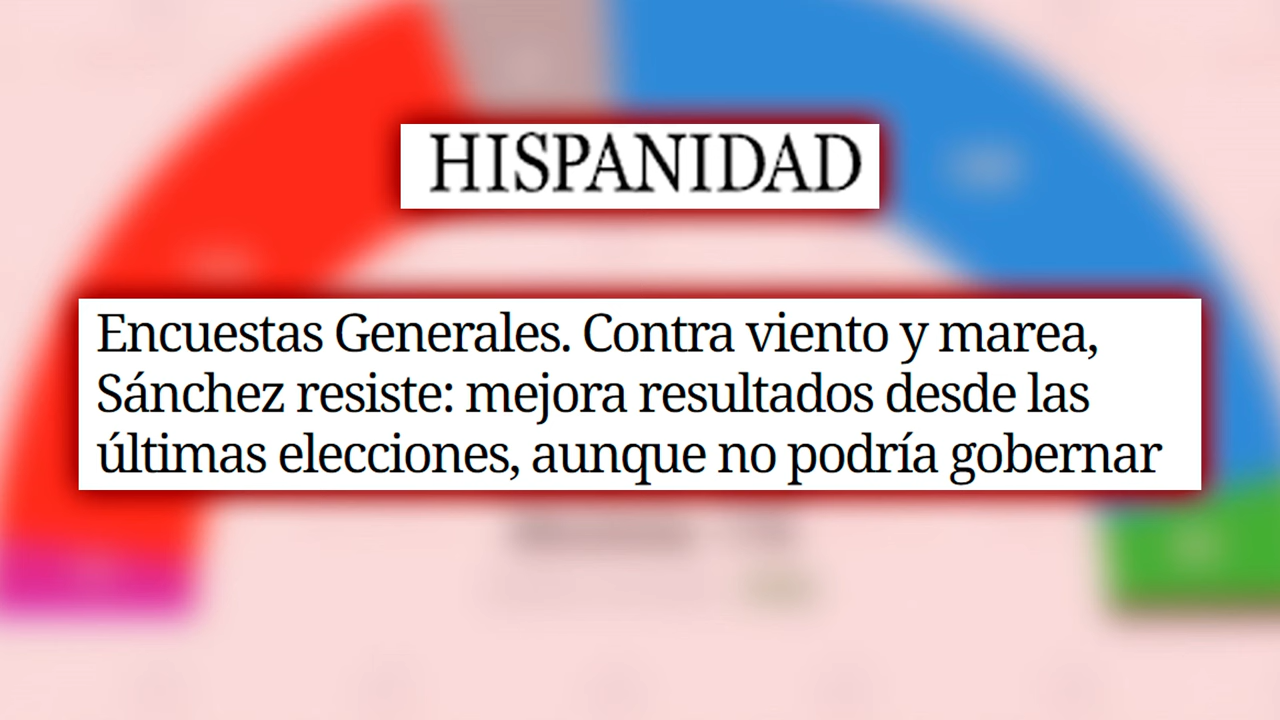 HISPANIDAD
Encuestas Generales. Contra viento y marea,
Sánchez resiste: mejora resultados desde las
últimas elecciones, aunque no podría gobernar